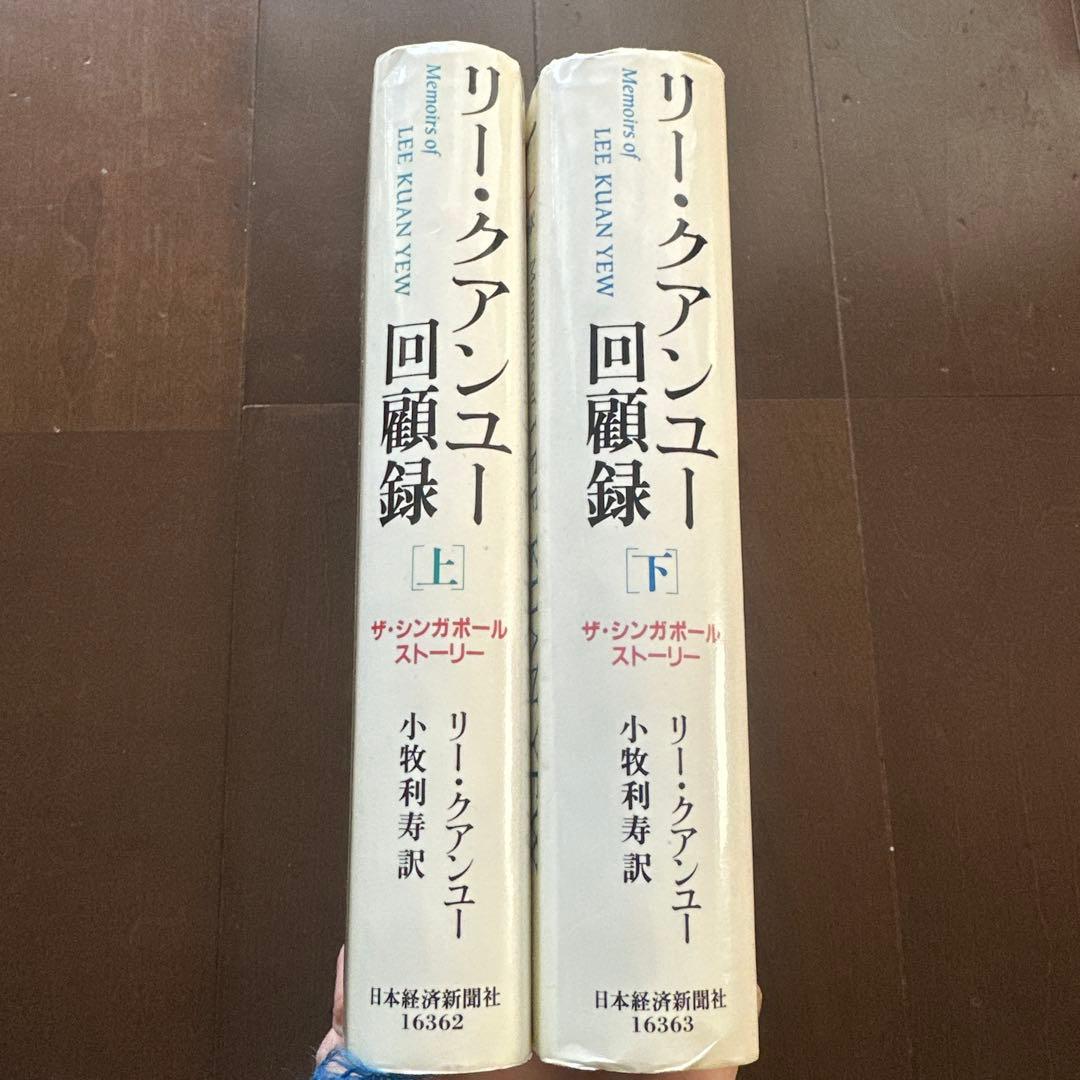 リー・クアンユー
回顧録
[上]
Memoirs of
LEE KUAN YEW
ザ・シンガポール
ストーリー
リー・クアンユー
小牧利寿訳
日本経済新聞社
16362
リー・クアンユー
回顧録
[下]
Memoirs of
LEE KUAN YEW
ザ・シンガポール
ストーリー
リー・クアンユー
小牧利寿訳
日本経済新聞社
16363